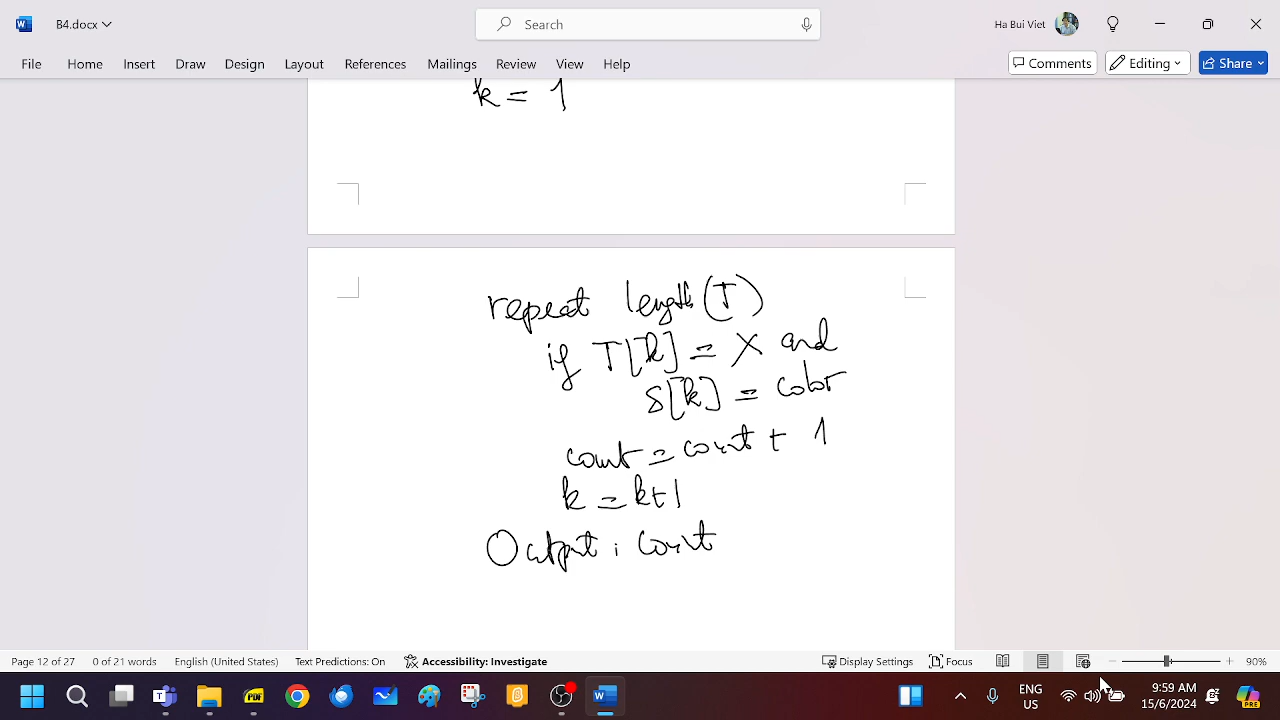 B4.docx
Search
Ha Bui Viet
File Home Insert Draw Design Layout References Mailings Review View Help
Comments Editing Share
k = 1
repeat length(T)
if T[k] = X and
S[k] = color
count = count + 1
k = k+1
Output: count
Page 12 of 27 0 of 21 words English (United States) Text Predictions: On Accessibility: Investigate Display Settings Focus 90%
ENG
US
9:59 AM
15/6/2024
PDF
PRE